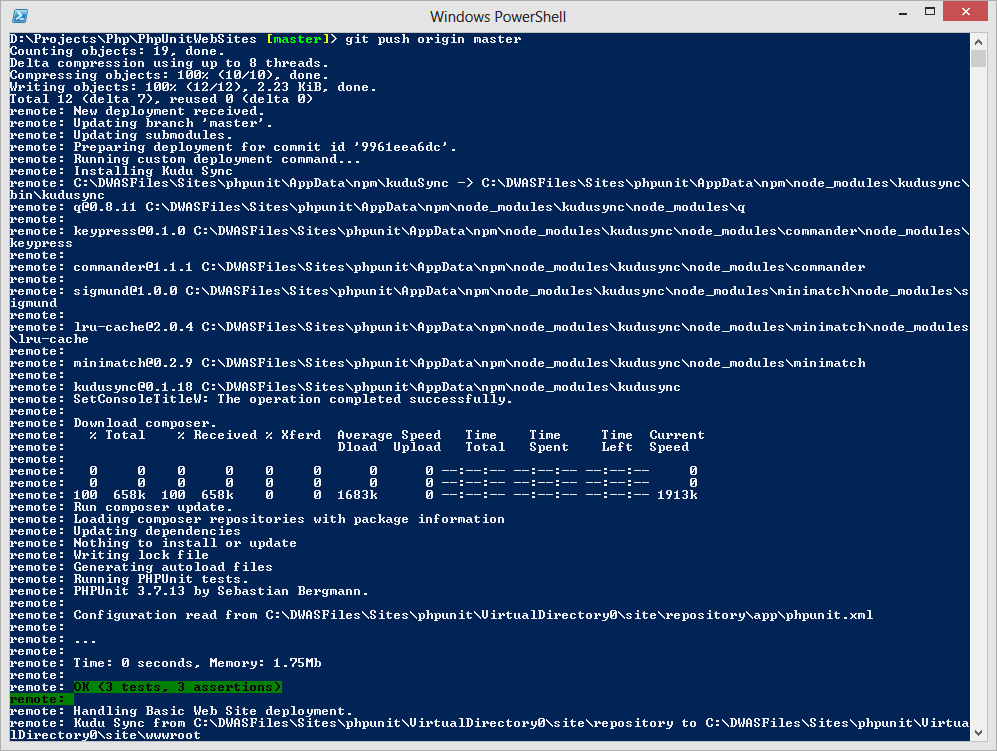 Windows PowerShell
D:\Projects\Php\PhpUnitWebSites [master]> git push origin master
Counting objects: 19, done.
Delta compression using up to 8 threads.
Compressing objects: 100% (10/10), done.
Writing objects: 100% (12/12), 2.23 KiB, done.
Total 12 (delta 7), reused 0 (delta 0)
remote: New deployment received.
remote: Updating branch 'master'.
remote: Updating submodules.
remote: Preparing deployment for commit id '9961eea6dc'.
remote: Running custom deployment command...
remote: Installing Kudu Sync
remote: C:\DWASFiles\Sites\phpunit\AppData\npm\kuduSync -> C:\DWASFiles\Sites\phpunit\AppData\npm\node_modules\kudusync\
bin\kudusync
remote: q@0.8.11 C:\DWASFiles\Sites\phpunit\AppData\npm\node_modules\kudusync\node_modules\q
remote:
remote: keypress@0.1.0 C:\DWASFiles\Sites\phpunit\AppData\npm\node_modules\kudusync\node_modules\commander\node_modules\
keypress
remote:
remote: commander@1.1.1 C:\DWASFiles\Sites\phpunit\AppData\npm\node_modules\kudusync\node_modules\commander
remote:
remote: sigmund@1.0.0 C:\DWASFiles\Sites\phpunit\AppData\npm\node_modules\kudusync\node_modules\minimatch\node_modules\s
igmund
remote:
remote: lru-cache@2.0.4 C:\DWASFiles\Sites\phpunit\AppData\npm\node_modules\kudusync\node_modules\minimatch\node_modules
\lru-cache
remote:
remote: minimatch@0.2.9 C:\DWASFiles\Sites\phpunit\AppData\npm\node_modules\kudusync\node_modules\minimatch
remote:
remote: kudusync@0.1.18 C:\DWASFiles\Sites\phpunit\AppData\npm\node_modules\kudusync
remote: SetConsoleTitleW: The operation completed successfully.
remote:
remote: Download composer.
remote:   % Total    % Received % Xferd  Average Speed   Time    Time     Time  Current
remote:                                  Dload  Upload   Total   Spent    Left  Speed
remote:
remote:   0     0    0     0    0     0      0      0 --:--:-- --:--:-- --:--:--     0
remote:   0     0    0     0    0     0      0      0 --:--:-- --:--:-- --:--:--     0
remote: 100  658k  100  658k    0     0  1683k      0 --:--:-- --:--:-- --:--:-- 1913k
remote: Run composer update.
remote: Loading composer repositories with package information
remote: Updating dependencies
remote: Nothing to install or update
remote: Writing lock file
remote: Generating autoload files
remote: Running PHPUnit tests.
remote: PHPUnit 3.7.13 by Sebastian Bergmann.
remote:
remote: Configuration read from C:\DWASFiles\Sites\phpunit\VirtualDirectory0\site\repository\app\phpunit.xml
remote:
remote: ...
remote:
remote: Time: 0 seconds, Memory: 1.75Mb
remote:
remote: OK (3 tests, 3 assertions)
remote:
remote: Handling Basic Web Site deployment.
remote: Kudu Sync from C:\DWASFiles\Sites\phpunit\VirtualDirectory0\site\repository to C:\DWASFiles\Sites\phpunit\Virtua
lDirectory0\site\wwwroot